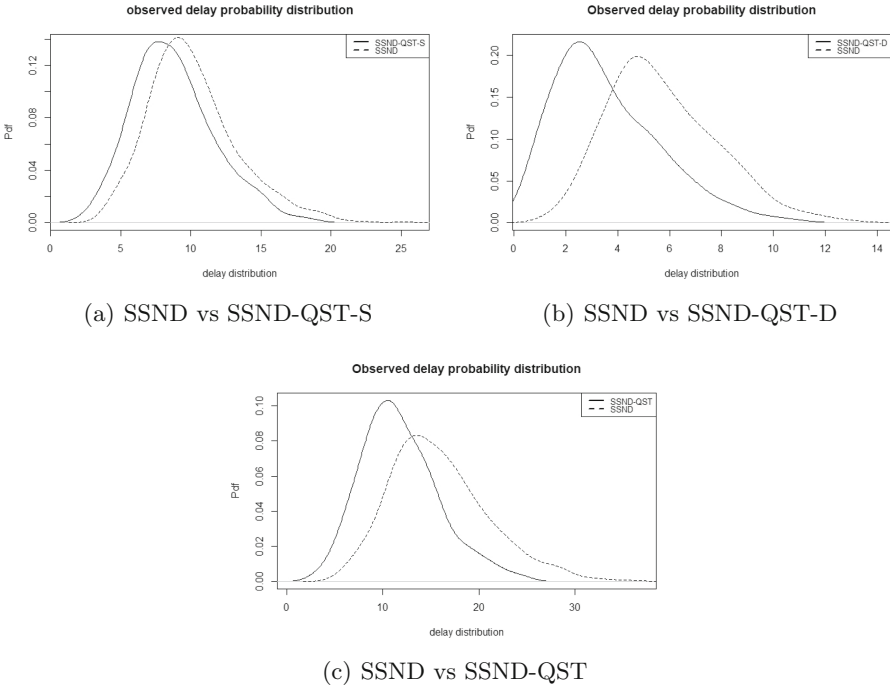 observed delay probability distribution
SSND-QST-S
SSND
Pdf
0.00 0.04 0.08 0.12
0 5 10 15 20 25
delay distribution
(a) SSND vs SSND-QST-S
Observed delay probability distribution
SSND-QST-D
SSND
Pdf
0.00 0.05 0.10 0.15 0.20
0 2 4 6 8 10 12 14
delay distribution
(b) SSND vs SSND-QST-D
Observed delay probability distribution
SSND-QST
SSND
Pdf
0.00 0.02 0.04 0.06 0.08 0.10
0 10 20 30
delay distribution
(c) SSND vs SSND-QST